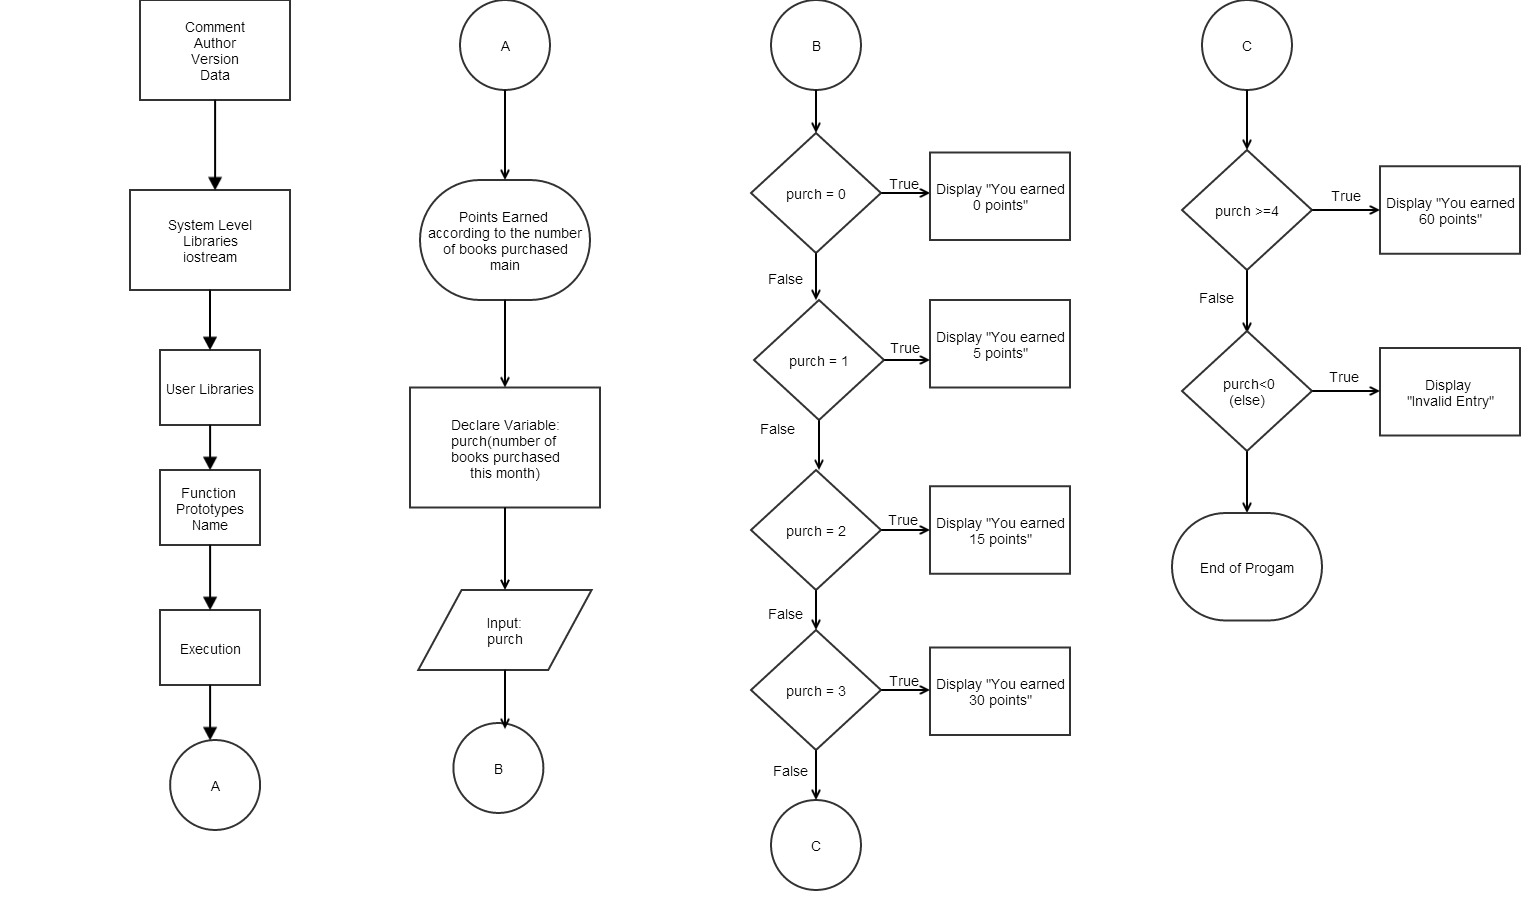 Comment
Author
Version
Data
System Level
Libraries
iostream
User Libraries
Function
Prototypes
Name
Execution
A
A
Points Earned
according to the number
of books purchased
main
Declare Variable:
purch(number of
books purchased
this month)
Input:
purch
B
B
purch = 0
True
Display "You earned
0 points"
False
purch = 1
True
Display "You earned
5 points"
False
purch = 2
True
Display "You earned
15 points"
False
purch = 3
True
Display "You earned
30 points"
False
C
C
purch >=4
True
Display "You earned
60 points"
False
purch<0
(else)
True
Display
"Invalid Entry"
End of Progam